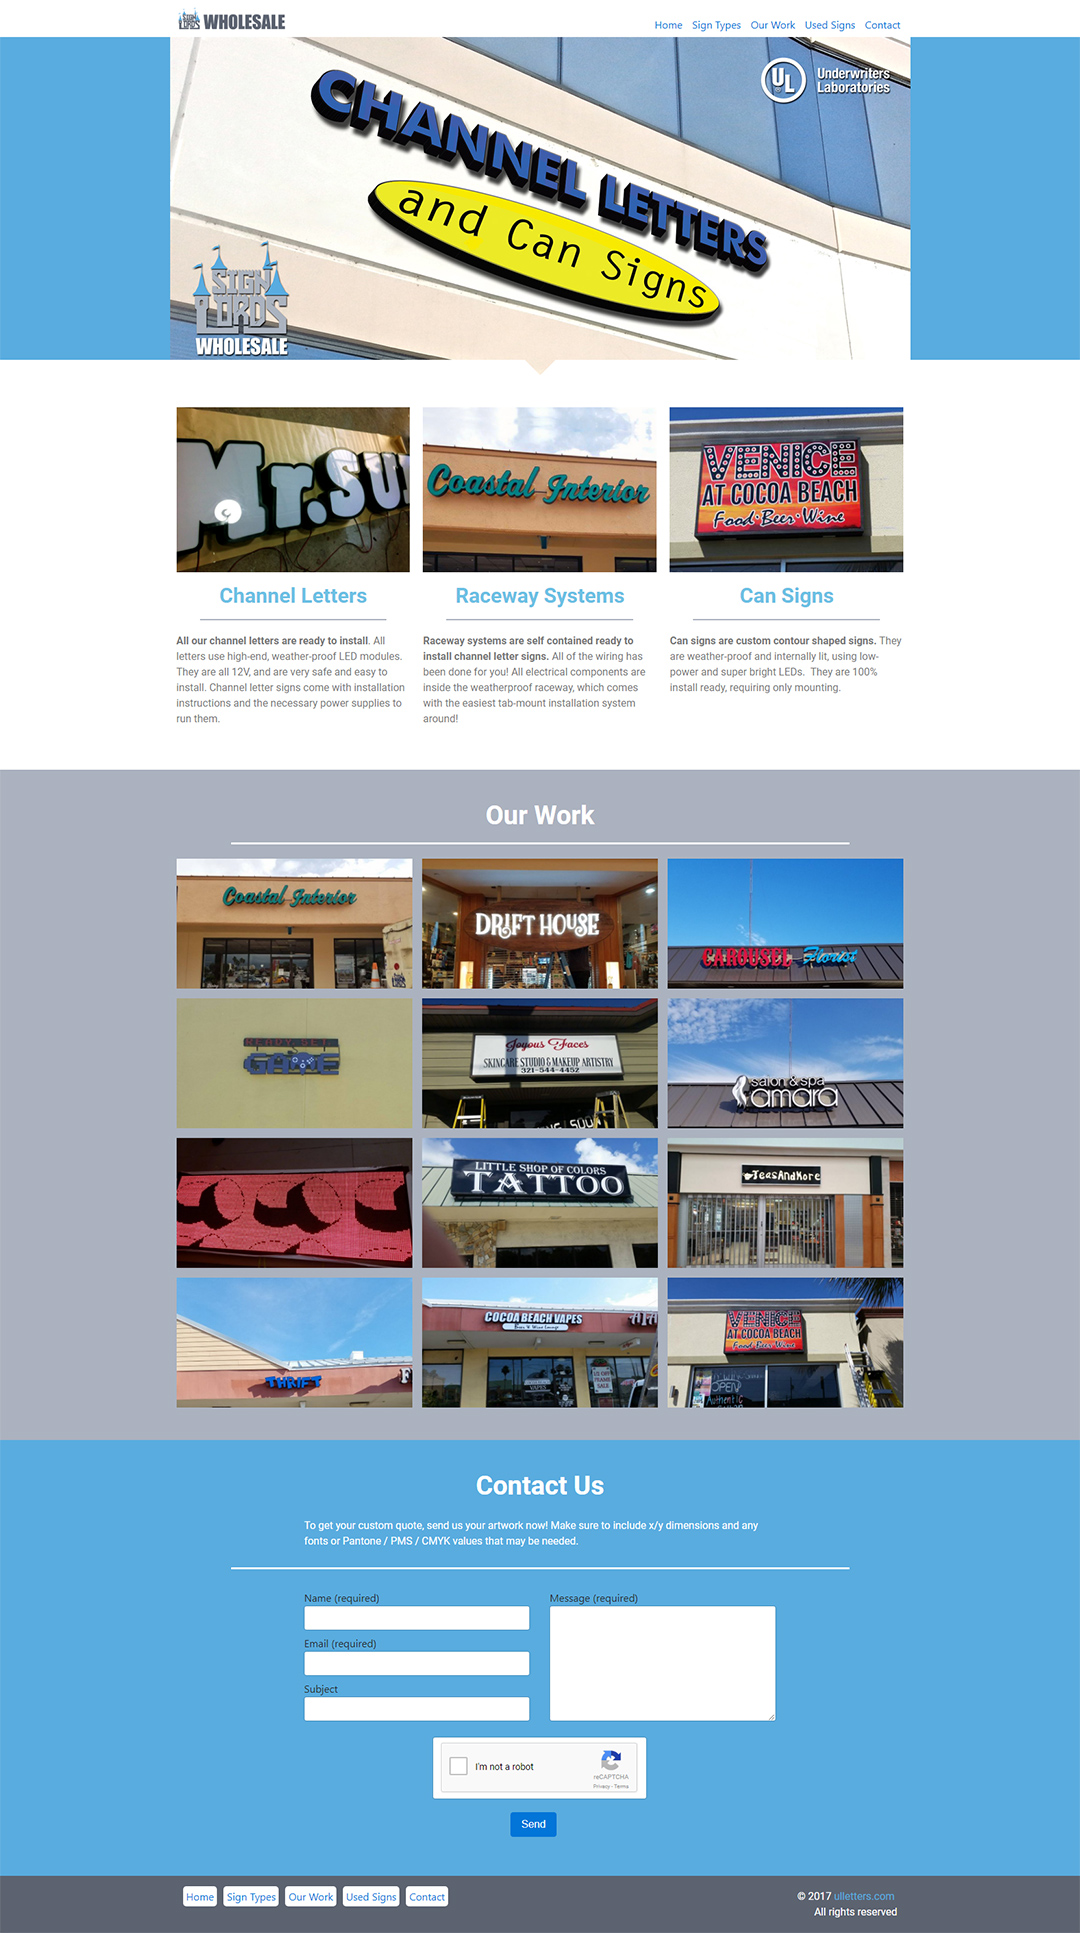 SIGN
LORDS
WHOLESALE
Home Sign Types Our Work Used Signs Contact
UL
Underwriters
Laboratories
CHANNEL LETTERS
and Can Signs
SIGN
LORDS
WHOLESALE
Mr.SU
Coastal Interior
VENICE
AT COCOA BEACH
Food·Beer·Wine
Channel Letters
Raceway Systems
Can Signs
All our channel letters are ready to install. All
letters use high-end, weather-proof LED modules.
They are all 12V, and are very safe and easy to
install. Channel letter signs come with installation
instructions and the necessary power supplies to
run them.
Raceway systems are self contained ready to
install channel letter signs. All of the wiring has
been done for you! All electrical components are
inside the weatherproof raceway, which comes
with the easiest tab-mount installation system
around!
Can signs are custom contour shaped signs. They
are weather-proof and internally lit, using low-
power and super bright LEDs. They are 100%
install ready, requiring only mounting.
Our Work
Coastal Interior
DRIFT HOUSE
CAROUSEL Florist
READY SET
GAME
Joyous Faces
SKINCARE STUDIO & MAKEUP ARTISTRY
321-544-4452
salon & spa
amara
LITTLE SHOP OF COLORS
TATTOO
TeasAndMore
THRIFT
F
COCOA BEACH VAPES
Beer & Wine Lounge
VENICE
AT COCOA BEACH
Food·Beer·Wine
OPEN
Authentic
Contact Us
To get your custom quote, send us your artwork now! Make sure to include x/y dimensions and any
fonts or Pantone / PMS / CMYK values that may be needed.
Name (required)
Email (required)
Subject
Message (required)
I'm not a robot
reCAPTCHA
Privacy - Terms
Send
Home Sign Types Our Work Used Signs Contact
© 2017 ulletters.com
All rights reserved